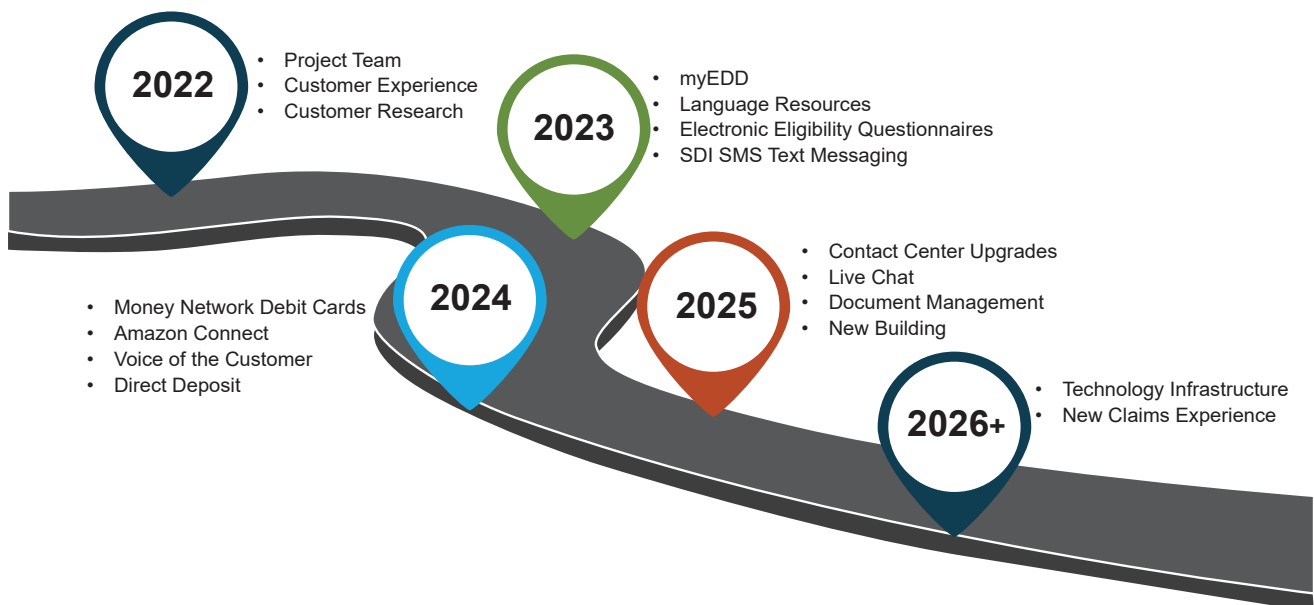 2022
• Project Team
• Customer Experience
• Customer Research
2023
• myEDD
• Language Resources
• Electronic Eligibility Questionnaires
• SDI SMS Text Messaging
2024
• Money Network Debit Cards
• Amazon Connect
• Voice of the Customer
• Direct Deposit
2025
• Contact Center Upgrades
• Live Chat
• Document Management
• New Building
2026+
• Technology Infrastructure
• New Claims Experience